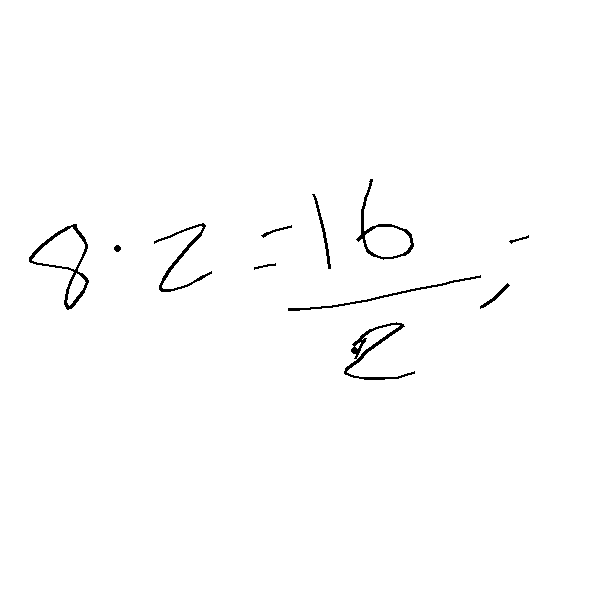 8 · 2 = 16/2 =